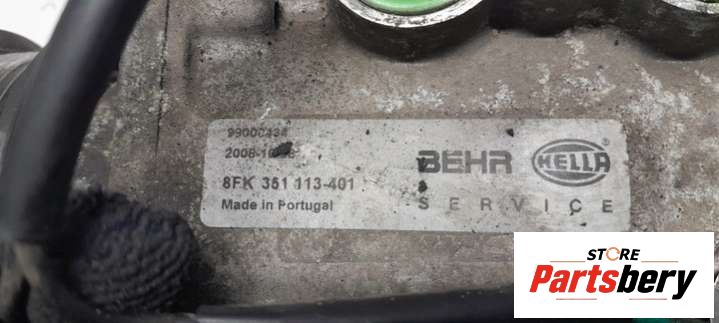 99000434
BEHR HELLA
8FK 351 113-401
Made in Portugal
SERVICE
STORE
Partsbery